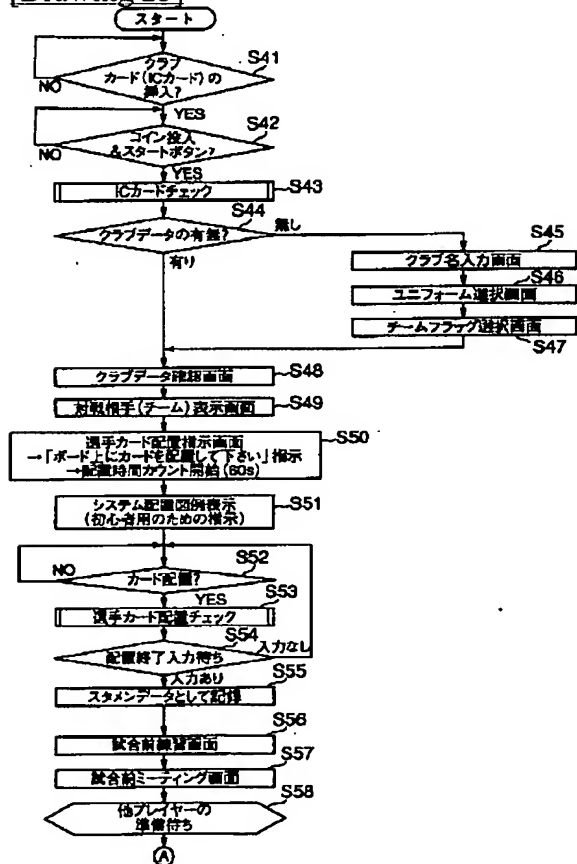 スタート
S41
クラブ
カード(ICカード)の
挿入?
NO
YES
S42
コイン投入
&スタートボタン?
NO
YES
ICカードチェック
S43
S44
クラブデータの有無?
無し
有り
S45
クラブ名入力画面
S46
ユニフォーム選択画面
チームフラッグ選択画面
S47
クラブデータ確認画面
S48
対戦相手(チーム)表示画面
S49
S50
選手カード配置指示画面
→「ボード上にカードを配置して下さい」指示
→配置時間カウント開始(60s)
システム配置図例表示
(初心者用のための指示)
S51
S52
カード配置?
NO
YES
S53
選手カード配置チェック
S54
配置終了入力待ち
入力なし
入力あり
S55
スタメンデータとして記録
S56
試合前練習画面
S57
試合前ミーティング画面
S58
他プレイヤーの
準備待ち
A